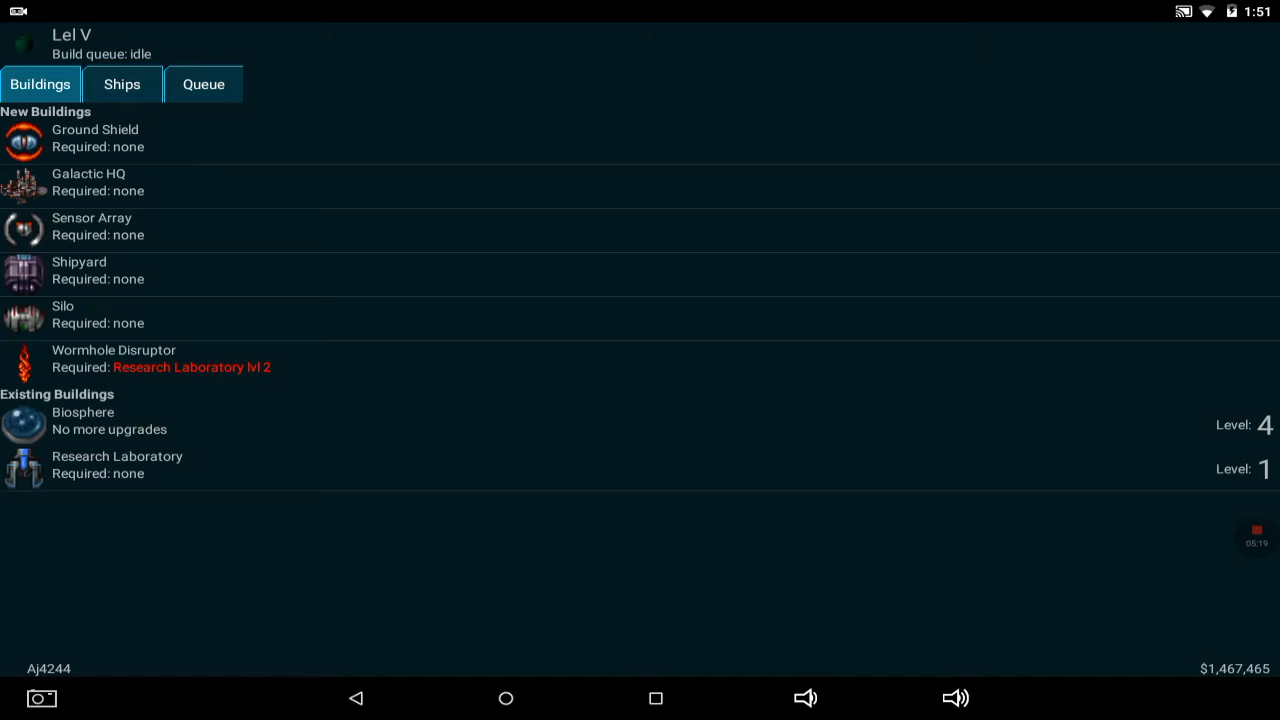 1:51
Lel V
Build queue: idle
Buildings Ships Queue
New Buildings
Ground Shield
Required: none
Galactic HQ
Required: none
Sensor Array
Required: none
Shipyard
Required: none
Silo
Required: none
Wormhole Disruptor
Required: Research Laboratory lvl 2
Existing Buildings
Biosphere
No more upgrades
Level: 4
Research Laboratory
Required: none
Level: 1
05:19
Aj4244 $1,467,465